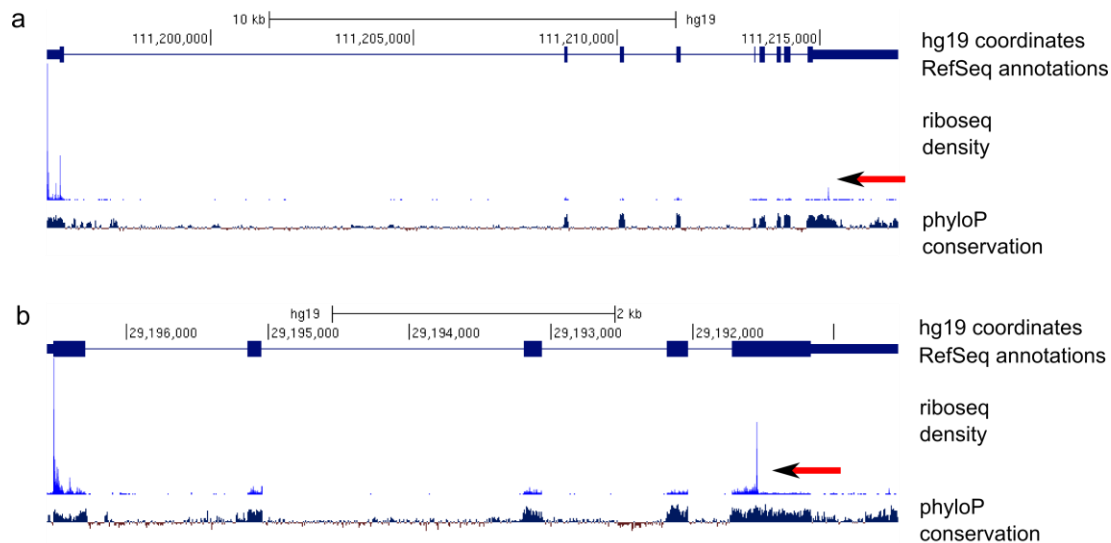 a
10 kb hg19
111,200,000 111,205,000 111,210,000 111,215,000
hg19 coordinates
RefSeq annotations
riboseq
density
phyloP
conservation
b
hg19 2 kb
29,196,000 29,195,000 29,194,000 29,193,000 29,192,000
hg19 coordinates
RefSeq annotations
riboseq
density
phyloP
conservation